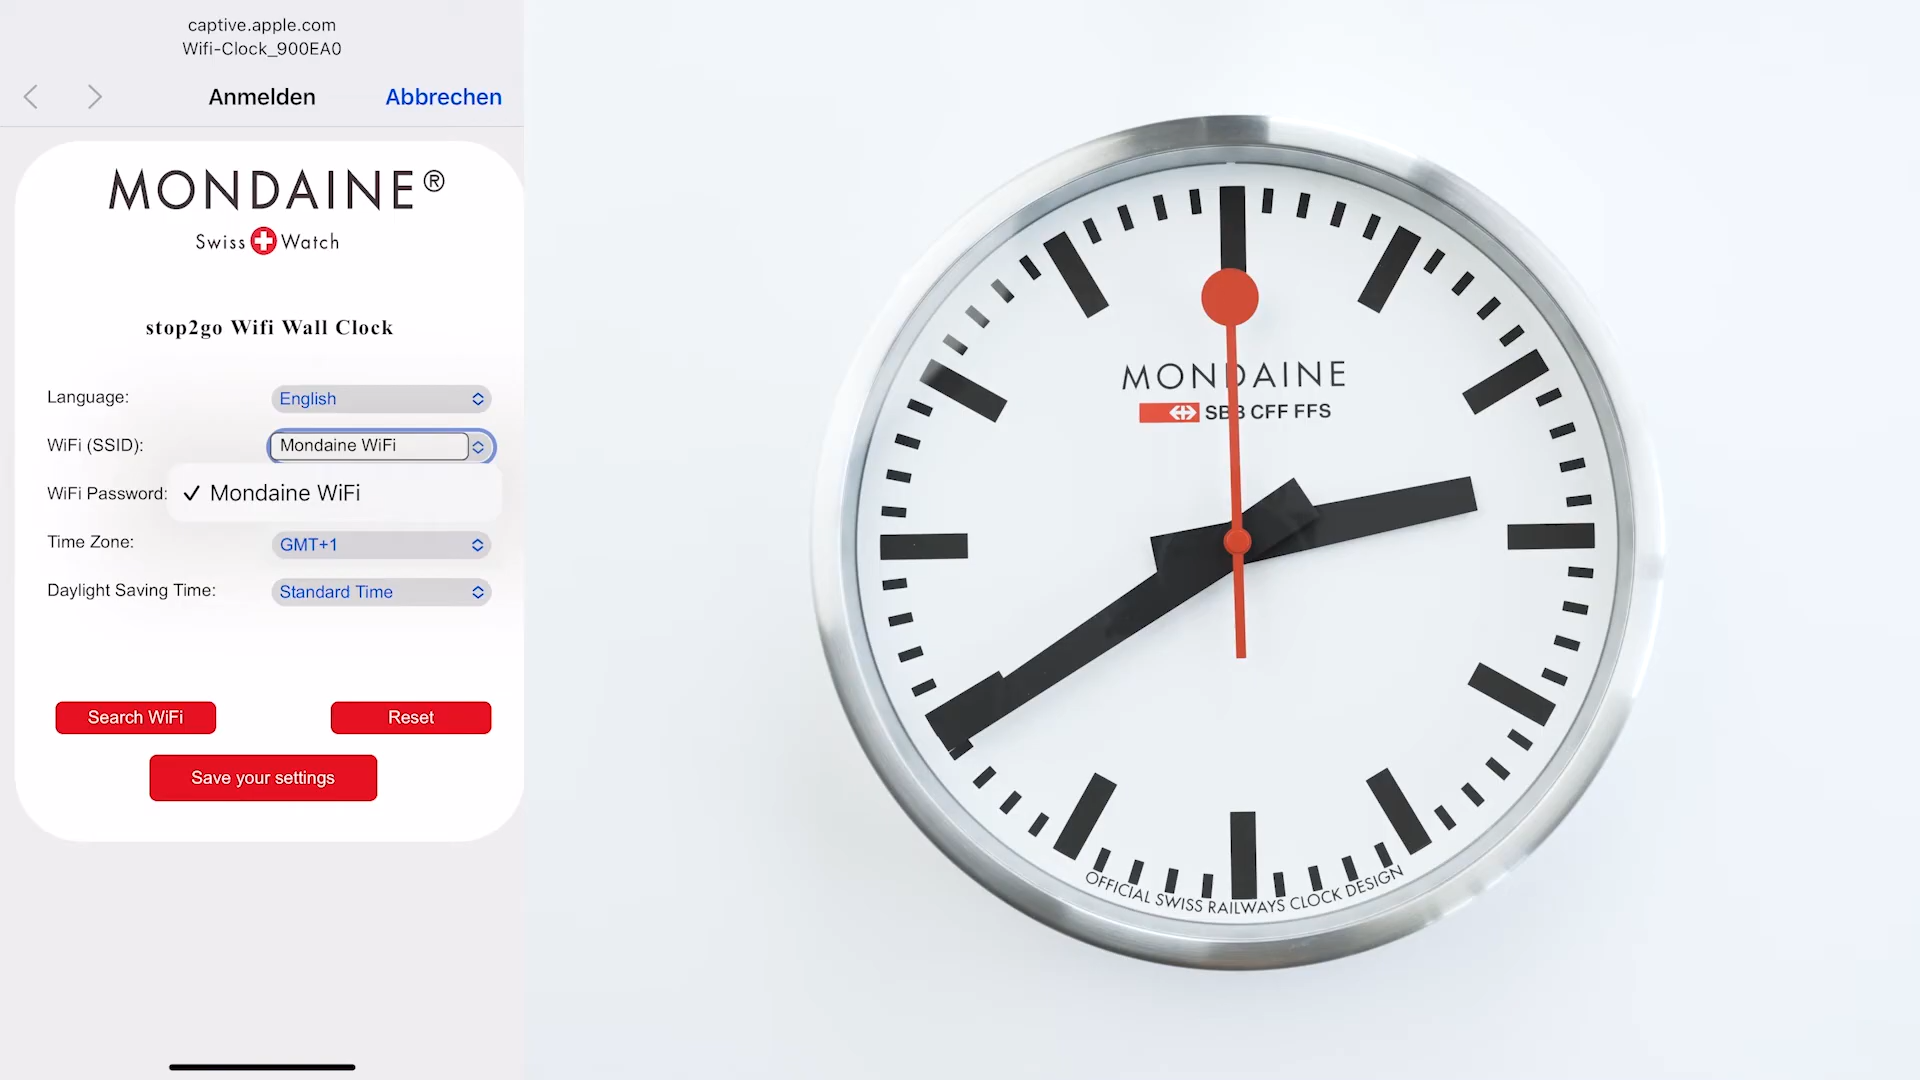 captive.apple.com
Wifi-Clock_900EA0
Anmelden
Abbrechen
MONDAINE®
Swiss Watch
stop2go Wifi Wall Clock
Language: English
WiFi (SSID): Mondaine WiFi
WiFi Password: ✓ Mondaine WiFi
Time Zone: GMT+1
Daylight Saving Time: Standard Time
Search WiFi
Reset
Save your settings
MONDAINE
SBB CFF FFS
OFFICIAL SWISS RAILWAYS CLOCK DESIGN